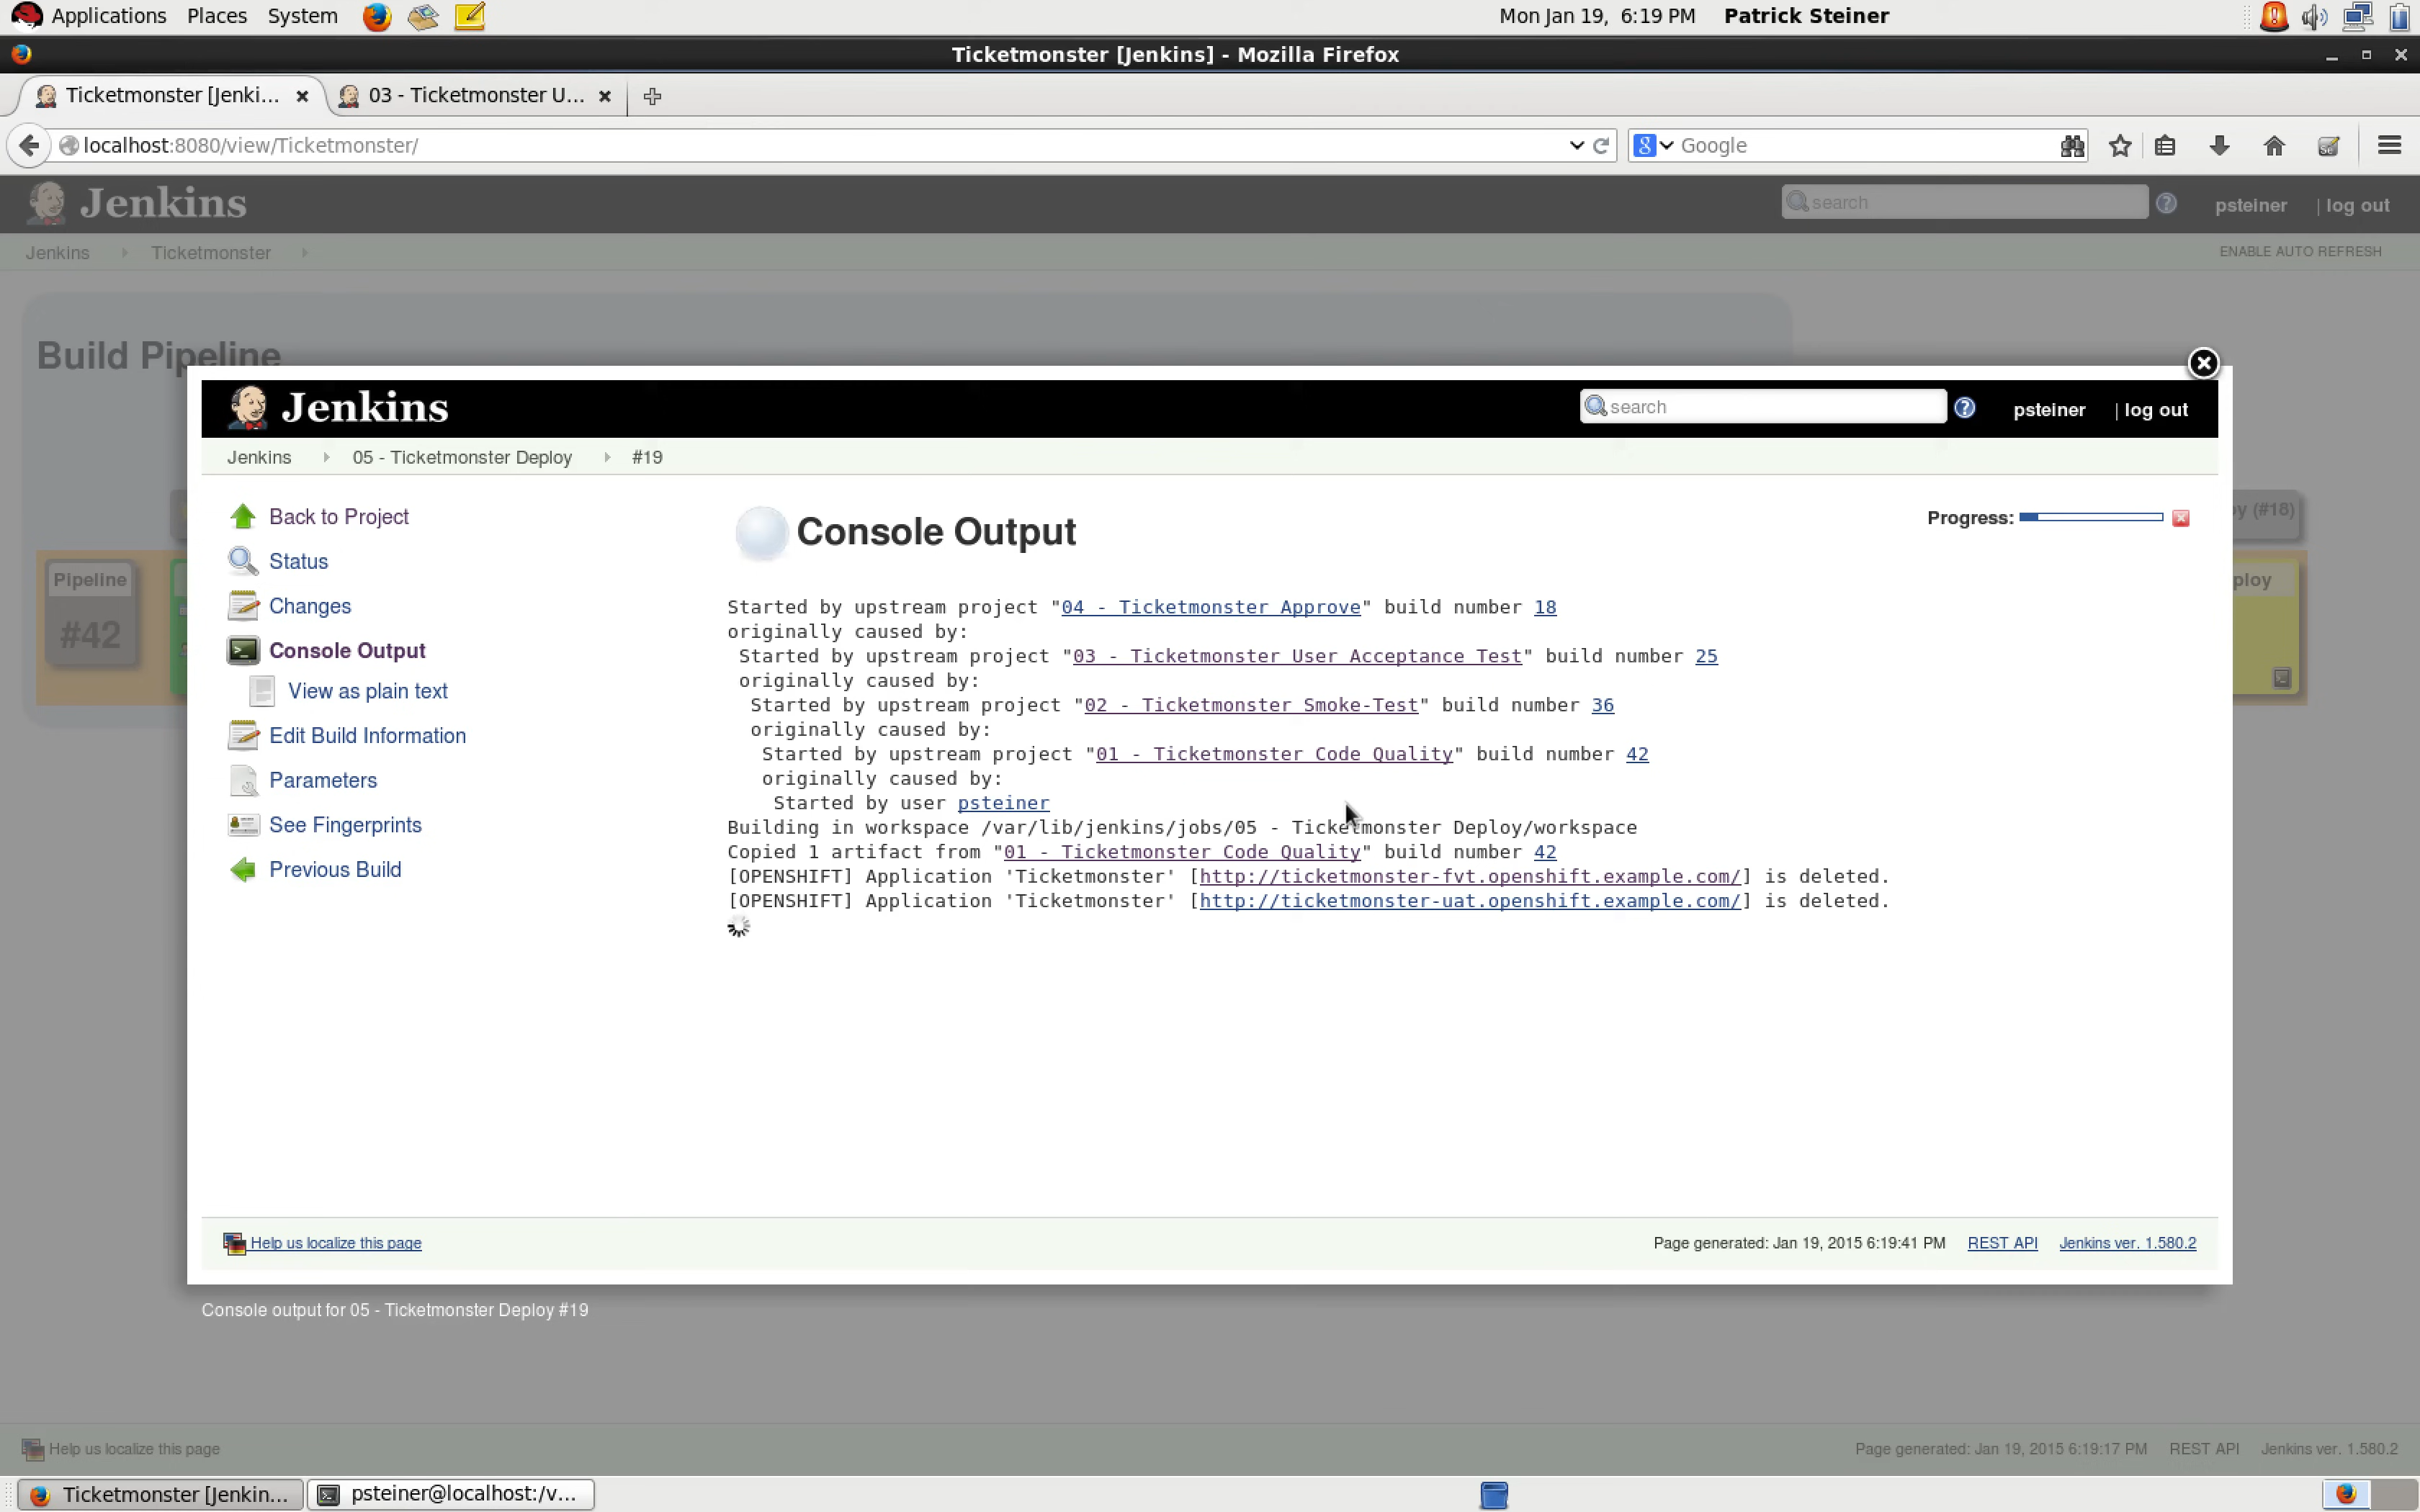 Applications Places System Mon Jan 19, 6:19 PM Patrick Steiner
Ticketmonster [Jenkins] - Mozilla Firefox
Ticketmonster [Jenki... 03 - Ticketmonster U...
localhost:8080/view/Ticketmonster/ Google
Jenkins search psteiner | log out
Jenkins Ticketmonster ENABLE AUTO REFRESH
Build Pipeline
Jenkins search psteiner | log out
Jenkins 05 - Ticketmonster Deploy #19
Back to Project
Status
Changes
Console Output
View as plain text
Edit Build Information
Parameters
See Fingerprints
Previous Build
Console Output
Progress:
Started by upstream project "04 - Ticketmonster Approve" build number 18
originally caused by:
Started by upstream project "03 - Ticketmonster User Acceptance Test" build number 25
originally caused by:
Started by upstream project "02 - Ticketmonster Smoke-Test" build number 36
originally caused by:
Started by upstream project "01 - Ticketmonster Code Quality" build number 42
originally caused by:
Started by user psteiner
Building in workspace /var/lib/jenkins/jobs/05 - Ticketmonster Deploy/workspace
Copied 1 artifact from "01 - Ticketmonster Code Quality" build number 42
[OPENSHIFT] Application 'Ticketmonster' [http://ticketmonster-fvt.openshift.example.com/] is deleted.
[OPENSHIFT] Application 'Ticketmonster' [http://ticketmonster-uat.openshift.example.com/] is deleted.
Pipeline
#42
oy (#18)
ploy
Help us localize this page Page generated: Jan 19, 2015 6:19:41 PM REST API Jenkins ver. 1.580.2
Console output for 05 - Ticketmonster Deploy #19
Help us localize this page Page generated: Jan 19, 2015 6:19:17 PM REST API Jenkins ver. 1.580.2
Ticketmonster [Jenkin... psteiner@localhost:/v...